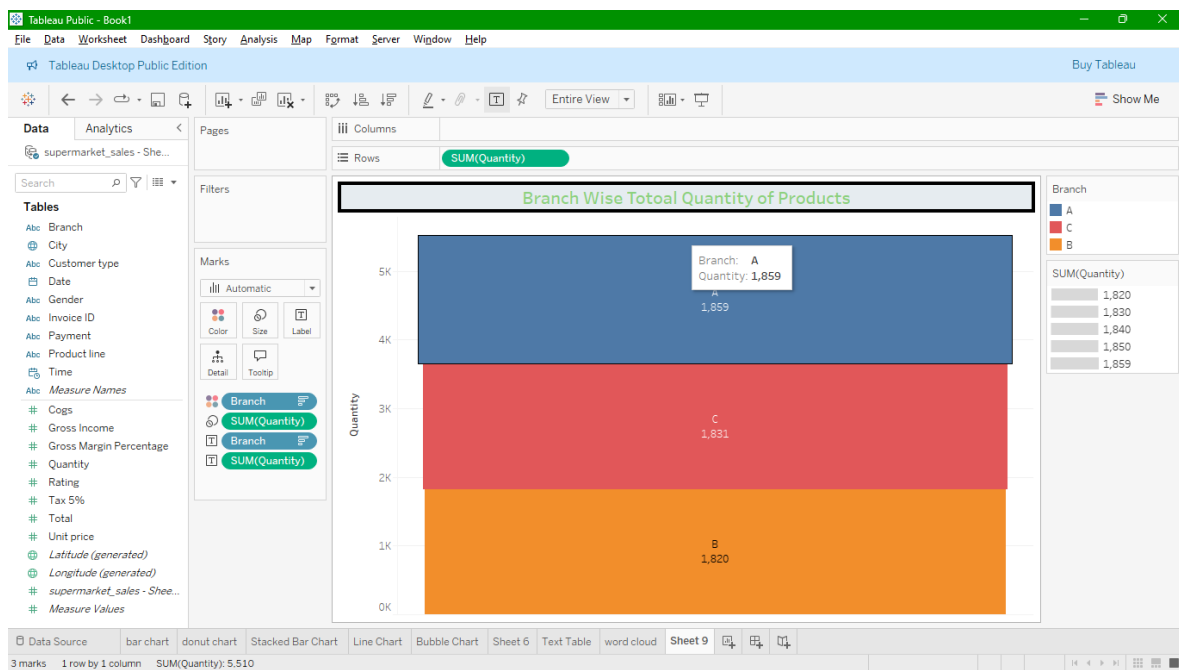 Tableau Public - Book1
File Data Worksheet Dashboard Story Analysis Map Format Server Window Help
Tableau Desktop Public Edition Buy Tableau
Entire View Show Me
Data Analytics
supermarket_sales - She...
Search
Tables
Abc Branch
City
Abc Customer type
Date
Abc Gender
Abc Invoice ID
Abc Payment
Abc Product line
Time
Abc Measure Names
# Cogs
# Gross Income
# Gross Margin Percentage
# Quantity
# Rating
# Tax 5%
# Total
# Unit price
Latitude (generated)
Longitude (generated)
# supermarket_sales - Shee...
# Measure Values
Pages
Filters
Marks
Automatic
Color Size Label
Detail Tooltip
Branch
SUM(Quantity)
T Branch
T SUM(Quantity)
Columns
Rows SUM(Quantity)
Branch Wise Totoal Quantity of Products
Quantity
5K
4K
3K
2K
1K
0K
Branch: A
Quantity: 1,859
A
1,859
C
1,831
B
1,820
Branch
A
C
B
SUM(Quantity)
1,820
1,830
1,840
1,850
1,859
Data Source bar chart donut chart Stacked Bar Chart Line Chart Bubble Chart Sheet 6 Text Table word cloud Sheet 9
3 marks 1 row by 1 column SUM(Quantity): 5,510